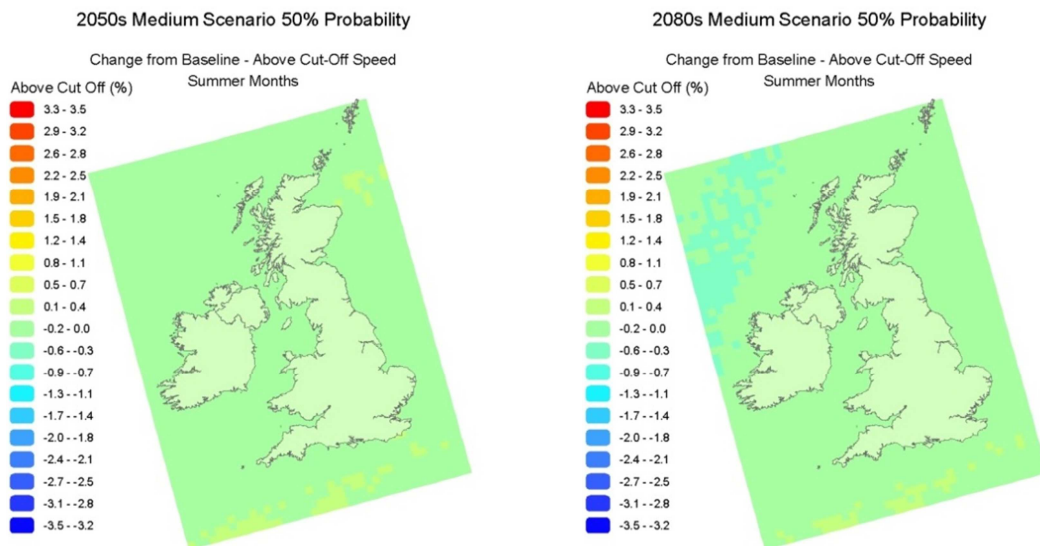 2050s Medium Scenario 50% Probability
Change from Baseline - Above Cut-Off Speed
Summer Months
Above Cut Off (%)
3.3 - 3.5
2.9 - 3.2
2.6 - 2.8
2.2 - 2.5
1.9 - 2.1
1.5 - 1.8
1.2 - 1.4
0.8 - 1.1
0.5 - 0.7
0.1 - 0.4
-0.2 - 0.0
-0.6 - -0.3
-0.9 - -0.7
-1.3 - -1.1
-1.7 - -1.4
-2.0 - -1.8
-2.4 - -2.1
-2.7 - -2.5
-3.1 - -2.8
-3.5 - -3.2
2080s Medium Scenario 50% Probability
Change from Baseline - Above Cut-Off Speed
Summer Months
Above Cut Off (%)
3.3 - 3.5
2.9 - 3.2
2.6 - 2.8
2.2 - 2.5
1.9 - 2.1
1.5 - 1.8
1.2 - 1.4
0.8 - 1.1
0.5 - 0.7
0.1 - 0.4
-0.2 - 0.0
-0.6 - -0.3
-0.9 - -0.7
-1.3 - -1.1
-1.7 - -1.4
-2.0 - -1.8
-2.4 - -2.1
-2.7 - -2.5
-3.1 - -2.8
-3.5 - -3.2